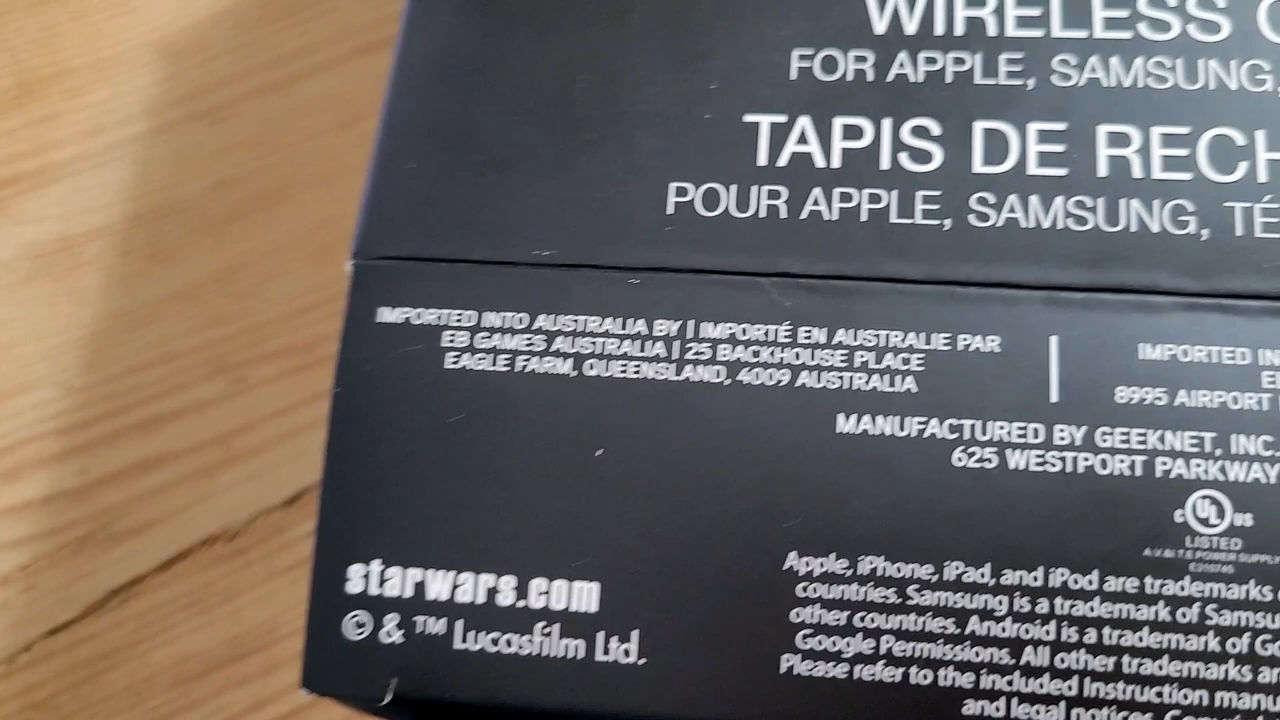 WIRELESS
FOR APPLE, SAMSUNG,
TAPIS DE RECH
POUR APPLE, SAMSUNG, TÉ
IMPORTED INTO AUSTRALIA BY | IMPORTÉ EN AUSTRALIE PAR
EB GAMES AUSTRALIA | 25 BACKHOUSE PLACE
EAGLE FARM, QUEENSLAND, 4009 AUSTRALIA
IMPORTED IN
8995 AIRPORT
MANUFACTURED BY GEEKNET, INC.
625 WESTPORT PARKWAY
c UL US
LISTED
E210745
starwars.com
© & ™ Lucasfilm Ltd.
Apple, iPhone, iPad, and iPod are trademarks
countries. Samsung is a trademark of Samsu
other countries. Android is a trademark of Go
Google Permissions. All other trademarks ar
Please refer to the included Instruction manu
and legal notices.